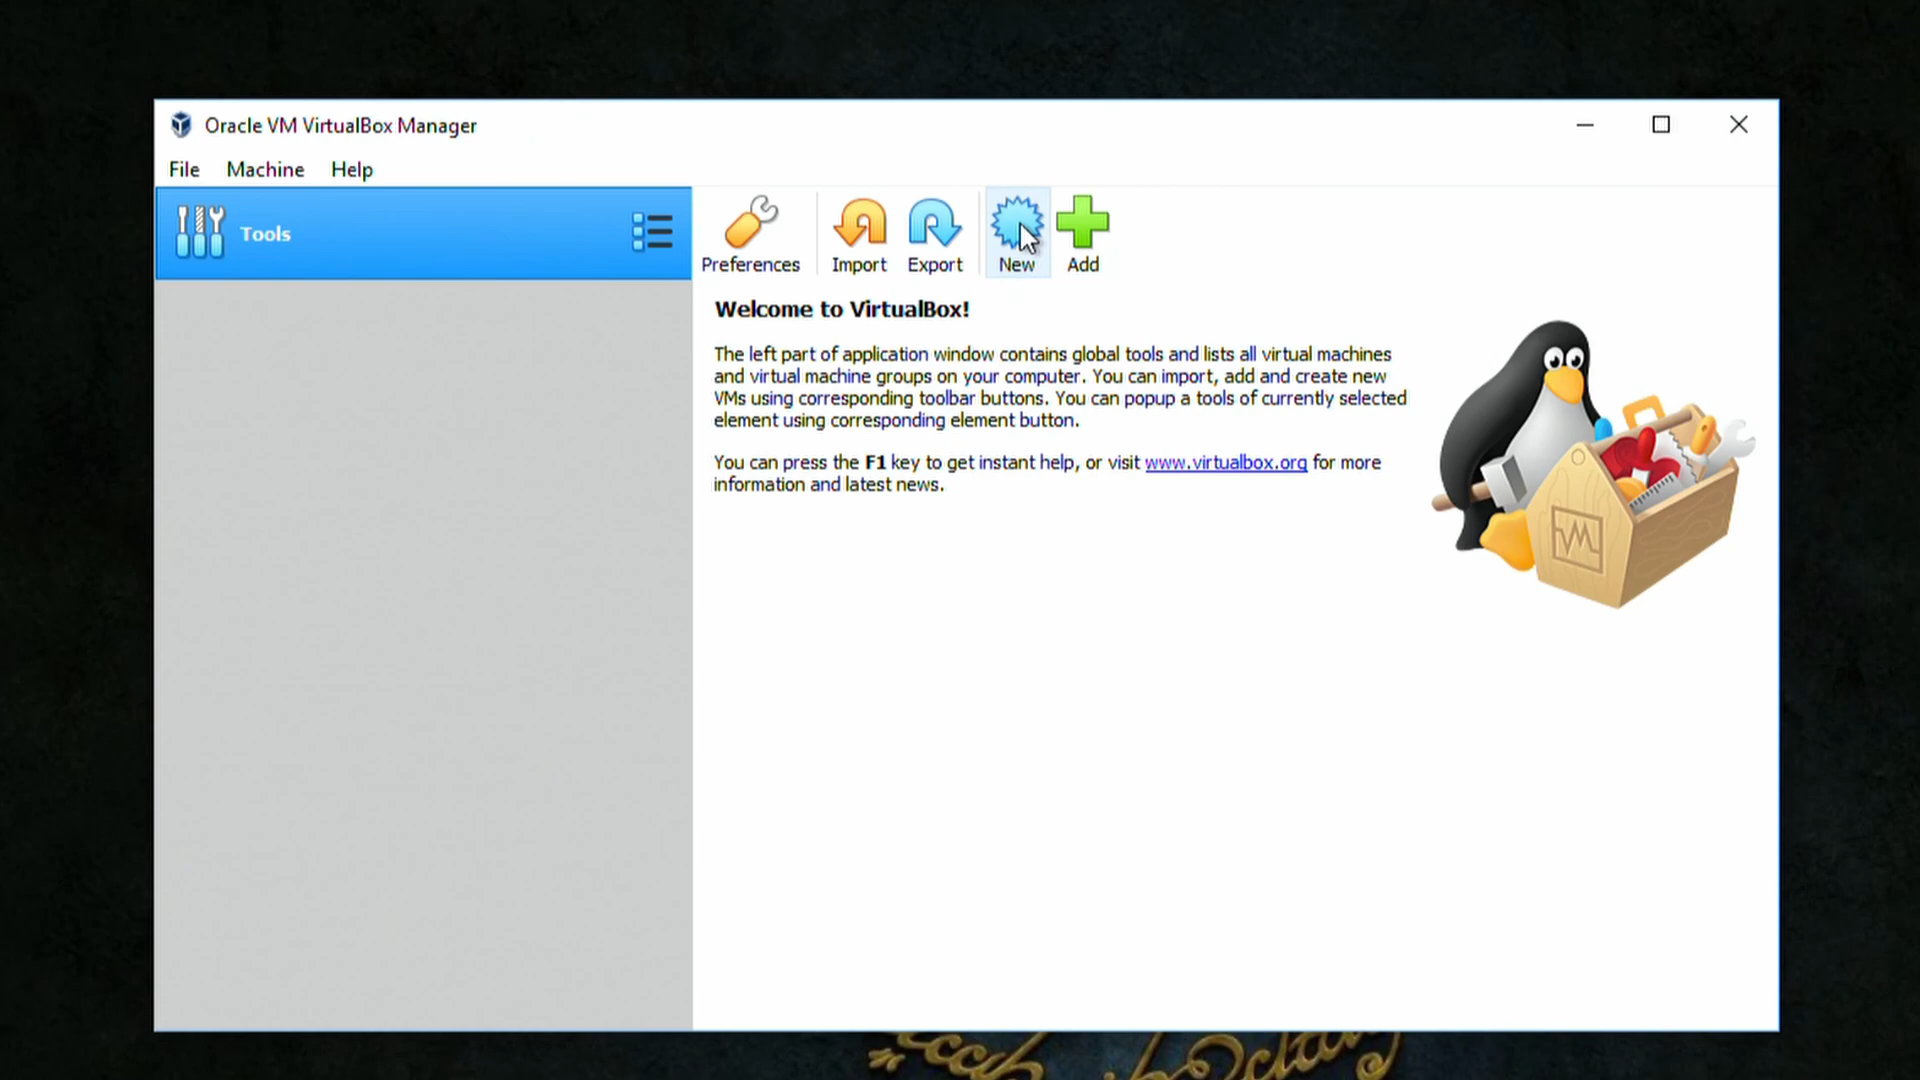 Oracle VM VirtualBox Manager
File Machine Help
Tools
Preferences Import Export New Add
Welcome to VirtualBox!
The left part of application window contains global tools and lists all virtual machines
and virtual machine groups on your computer. You can import, add and create new
VMs using corresponding toolbar buttons. You can popup a tools of currently selected
element using corresponding element button.
You can press the F1 key to get instant help, or visit www.virtualbox.org for more
information and latest news.